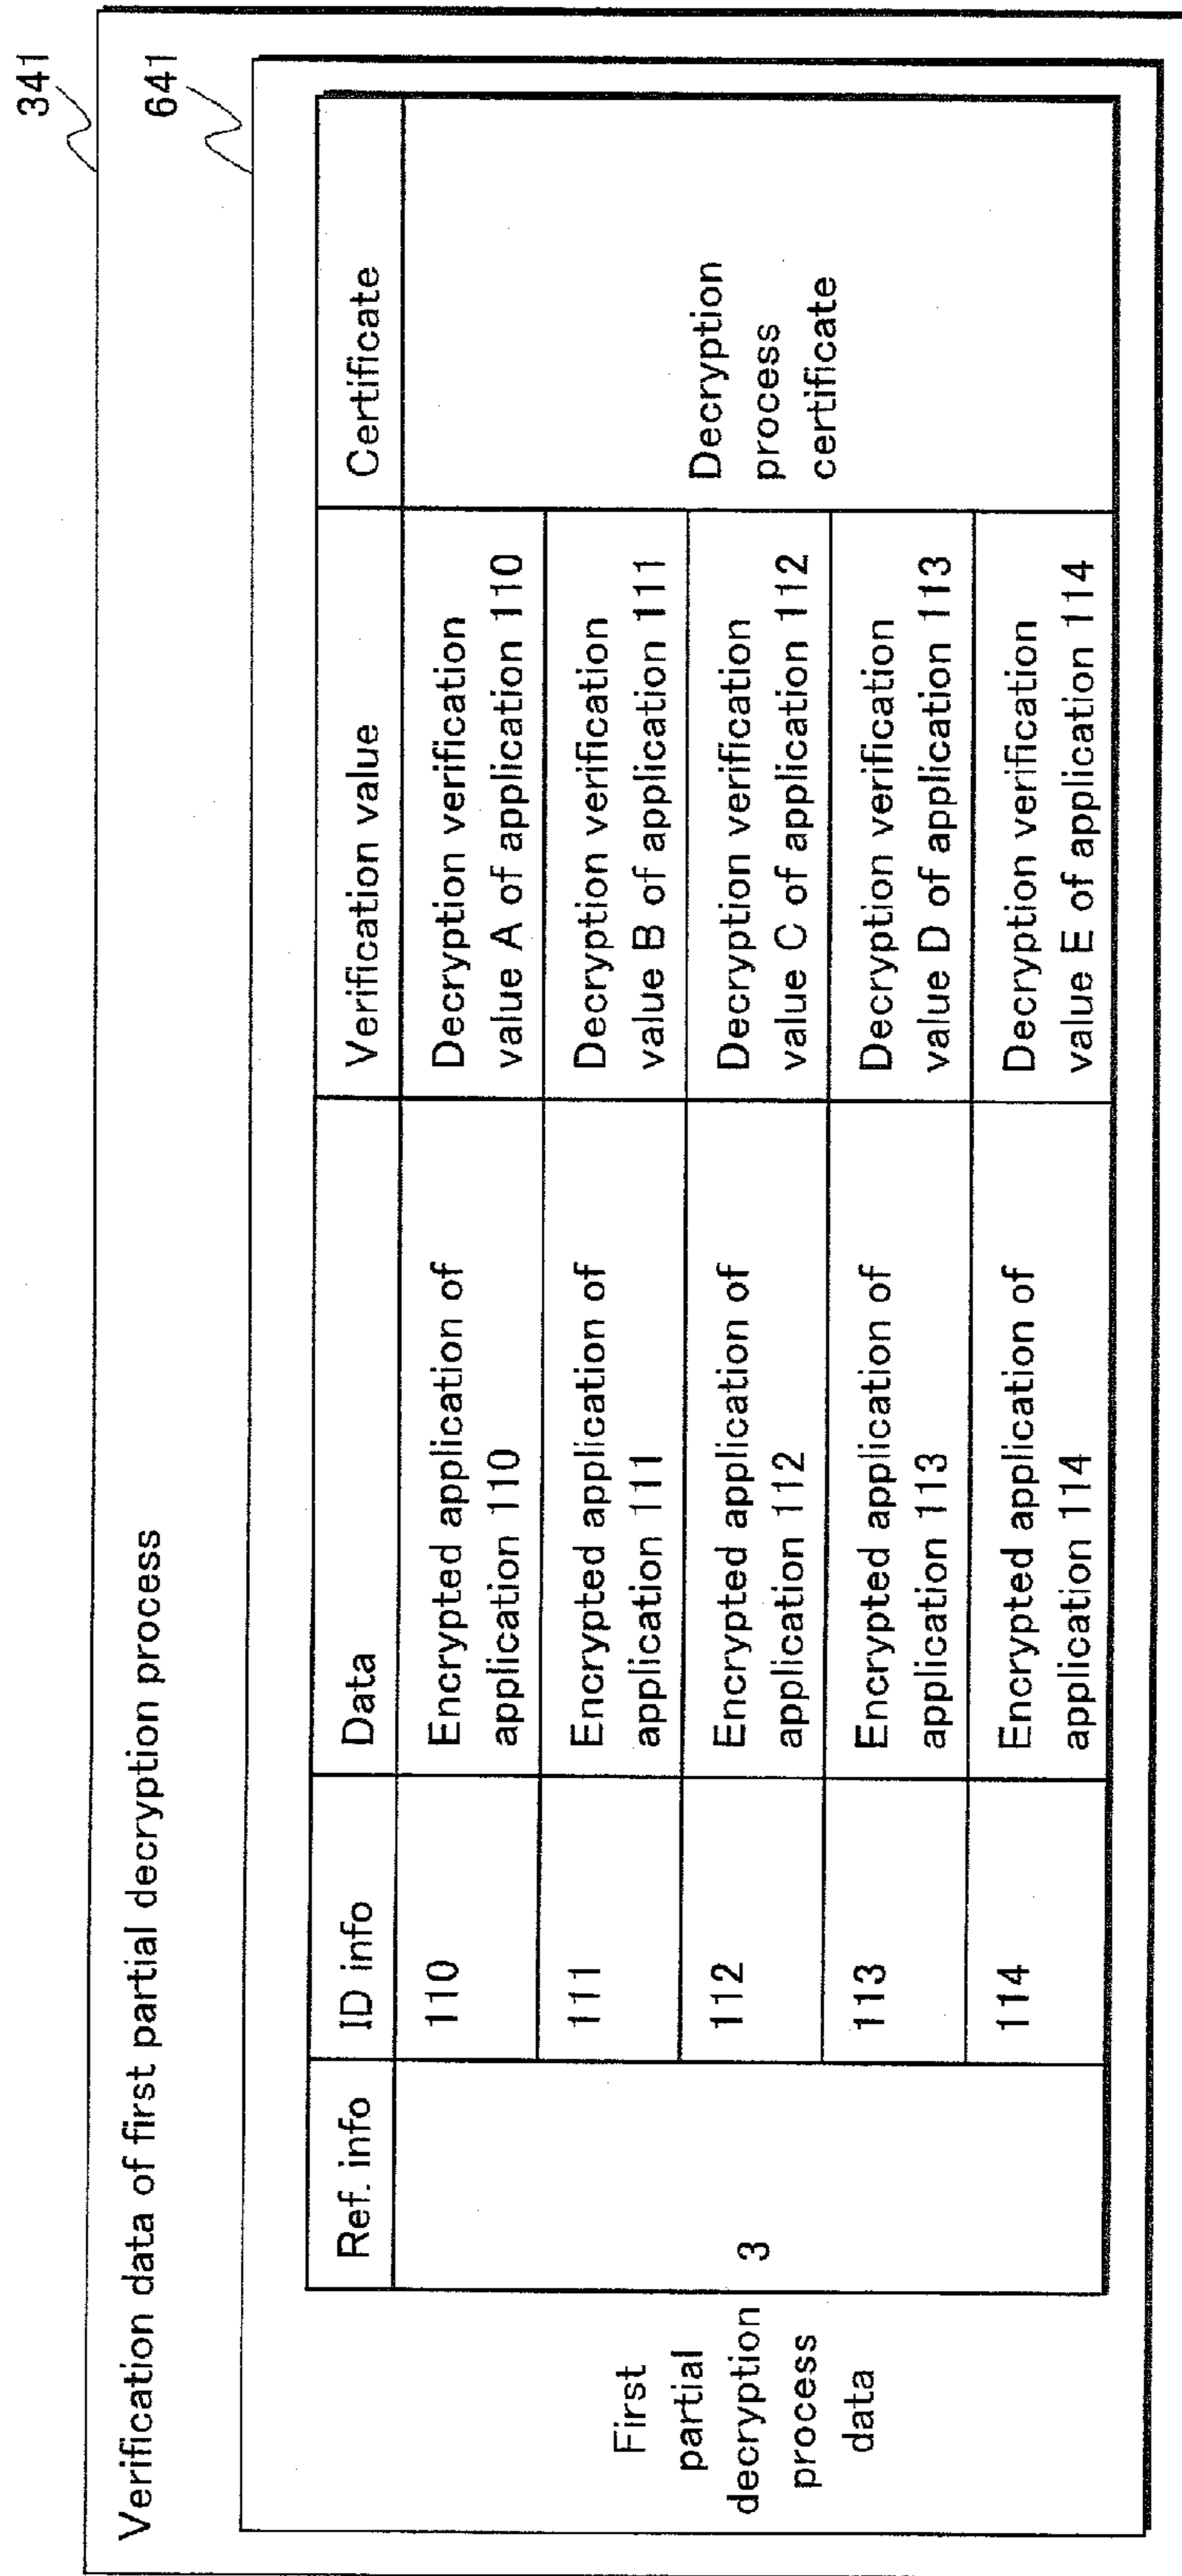 341
Verification data of first partial decryption process
641
Ref. info
ID info
Data
Verification value
Certificate
First
partial
decryption
process
data
3
110
Encrypted application of
application 110
Decryption verification
value A of application 110
111
Encrypted application of
application 111
Decryption verification
value B of application 111
112
Encrypted application of
application 112
Decryption verification
value C of application 112
113
Encrypted application of
application 113
Decryption verification
value D of application 113
114
Encrypted application of
application 114
Decryption verification
value E of application 114
Decryption
process
certificate